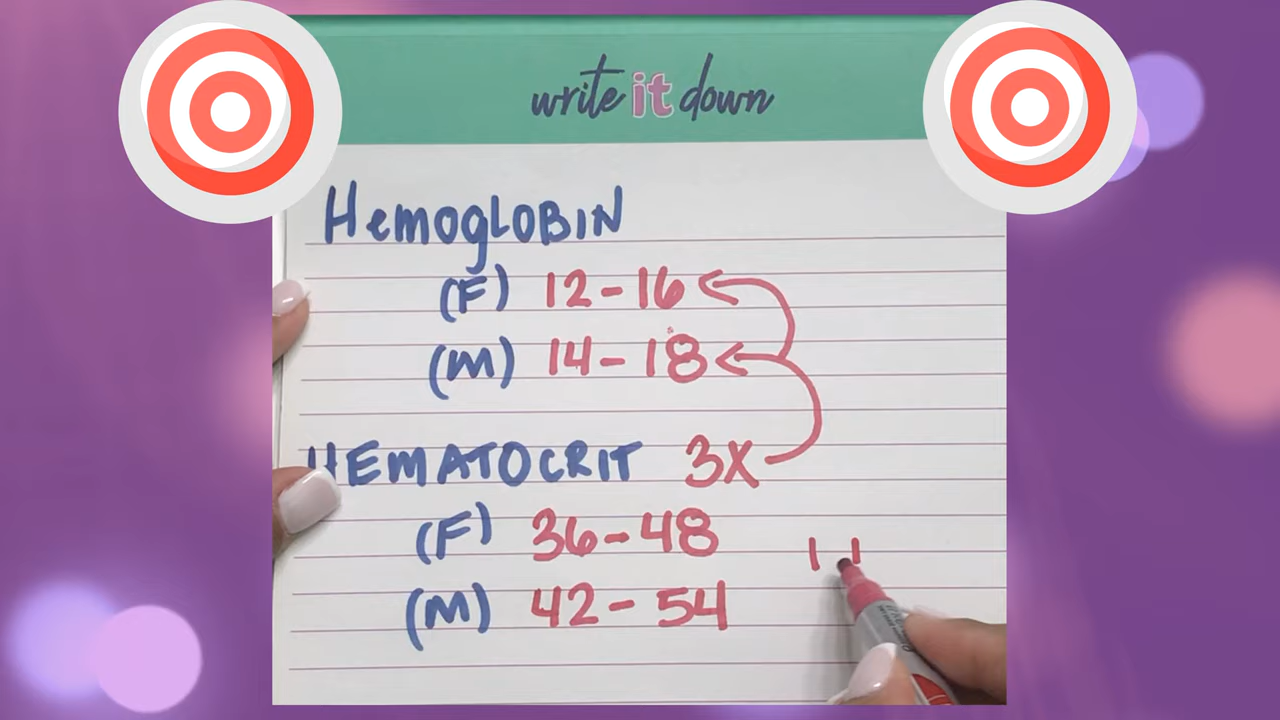 write it down
HemoglobiN
(F) 12-16
(M) 14-18
HEMATOCRIT 3X
(F) 36-48
(M) 42-54